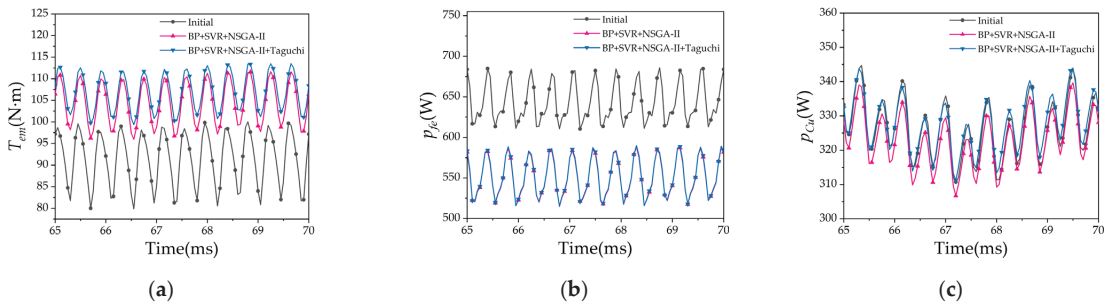 Initial
BP+SVR+NSGA-II
BP+SVR+NSGA-II+Taguchi
T_em(N·m)
125
120
115
110
105
100
95
90
85
80
65 66 67 68 69 70
Time(ms)
(a)
Initial
BP+SVR+NSGA-II
BP+SVR+NSGA-II+Taguchi
p_fe(W)
750
700
650
600
550
500
65 66 67 68 69 70
Time(ms)
(b)
Initial
BP+SVR+NSGA-II
BP+SVR+NSGA-II+Taguchi
p_Cu(W)
360
350
340
330
320
310
300
65 66 67 68 69 70
Time(ms)
(c)